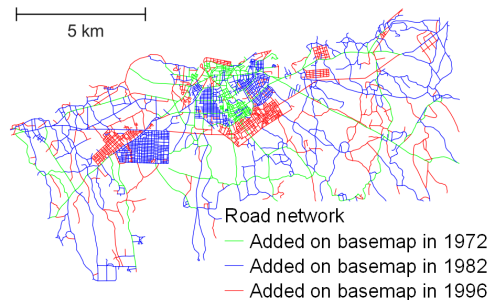 5 km
Road network
Added on basemap in 1972
Added on basemap in 1982
Added on basemap in 1996